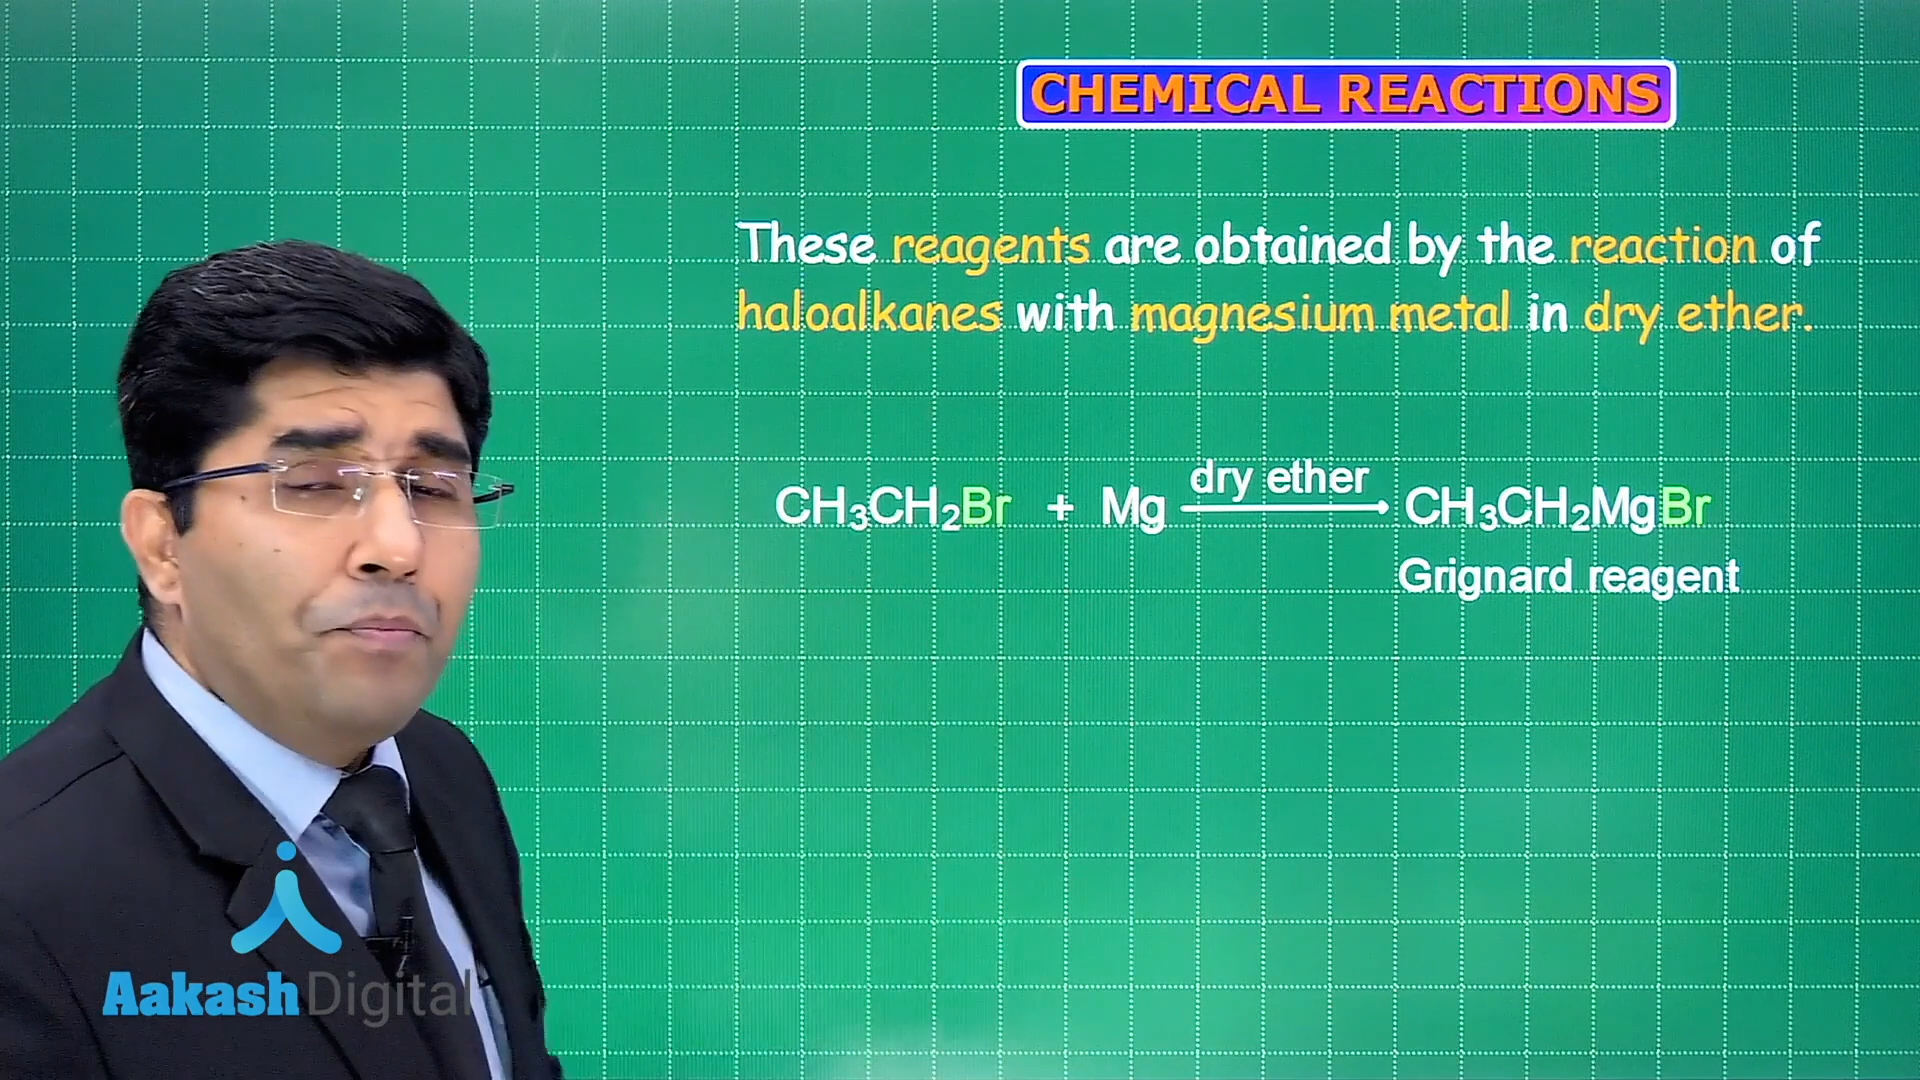 CHEMICAL REACTIONS
These reagents are obtained by the reaction of
haloalkanes with magnesium metal in dry ether.
dry ether
CH₃CH₂Br + Mg → CH₃CH₂MgBr
Grignard reagent
Aakash Digital